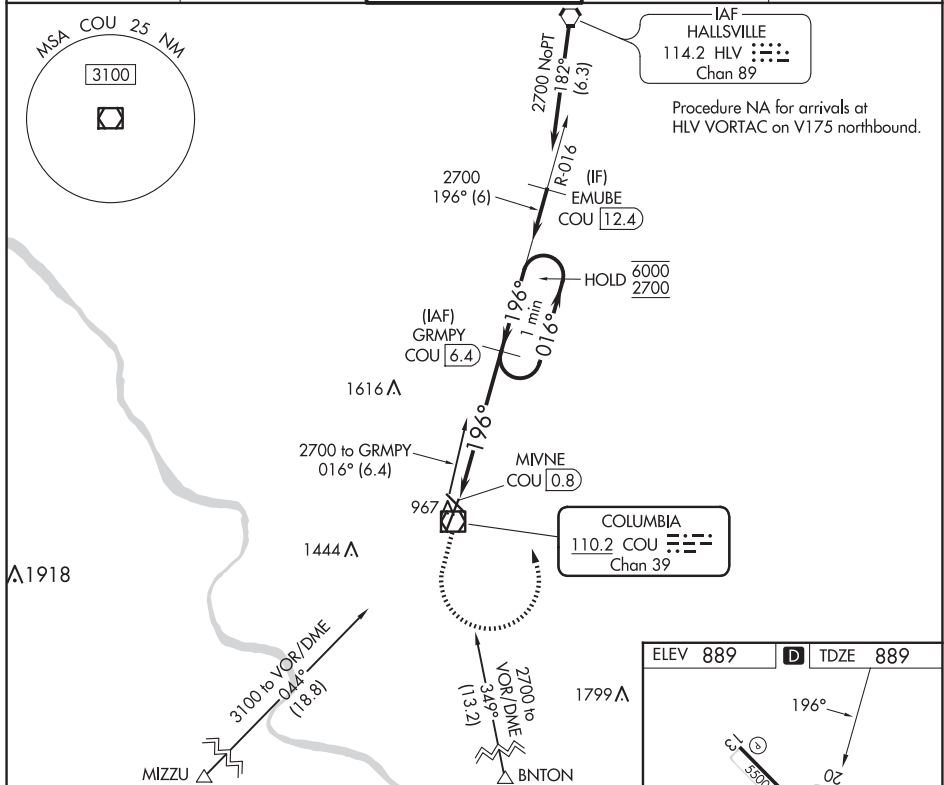 MSA COU 25 NM
3100
IAF
HALLSVILLE
114.2 HLV
Chan 89
Procedure NA for arrivals at
HLV VORTAC on V175 northbound.
2700 NoPT
182°
(6.3)
R-016
2700
196° (6)
(IF)
EMUBE
COU 12.4
HOLD 6000
2700
196°
1 min
016°
(IAF)
GRMPY
COU 6.4
1616
196°
2700 to GRMPY
016° (6.4)
MIVNE
COU 0.8
967
COLUMBIA
110.2 COU
Chan 39
1444
1918
3100 to VOR/DME
044°
(18.8)
2700 to
VOR/DME
349°
(13.2)
1799
MIZZU
BNTON
ELEV 889
D
TDZE 889
196°
13
P
5500
20